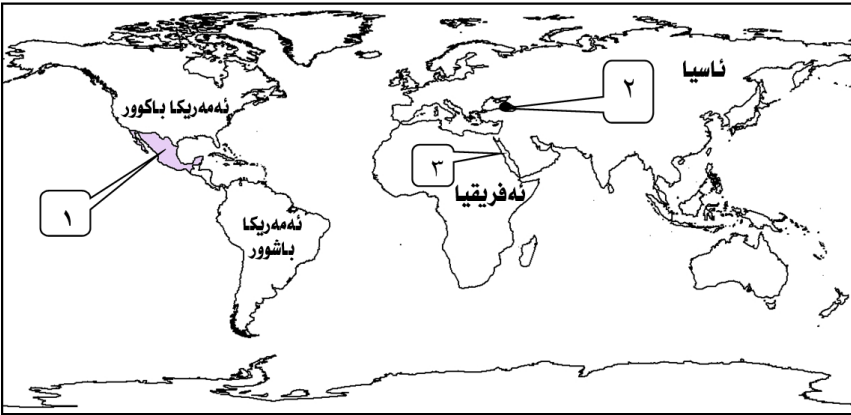 ئاسیا
٢
ئەمەریکا باکوور
٣
ئەفریقیا
١
ئەمەریکا
باشوور